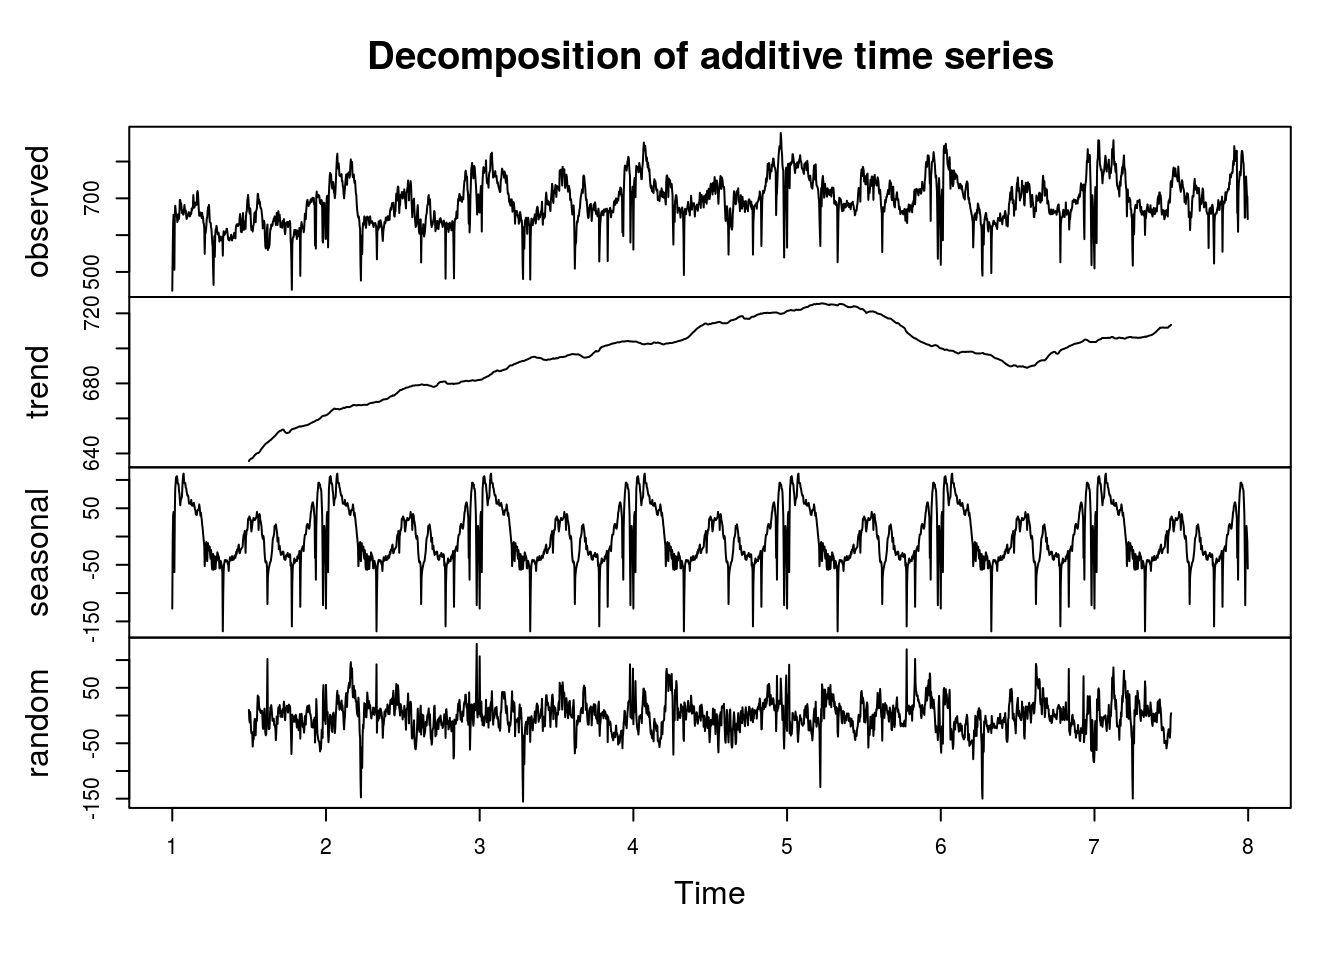 Decomposition of additive time series
observed
500
700
trend
640
680
720
seasonal
-150
-50
50
random
-150
-50
50
1 2 3 4 5 6 7 8
Time